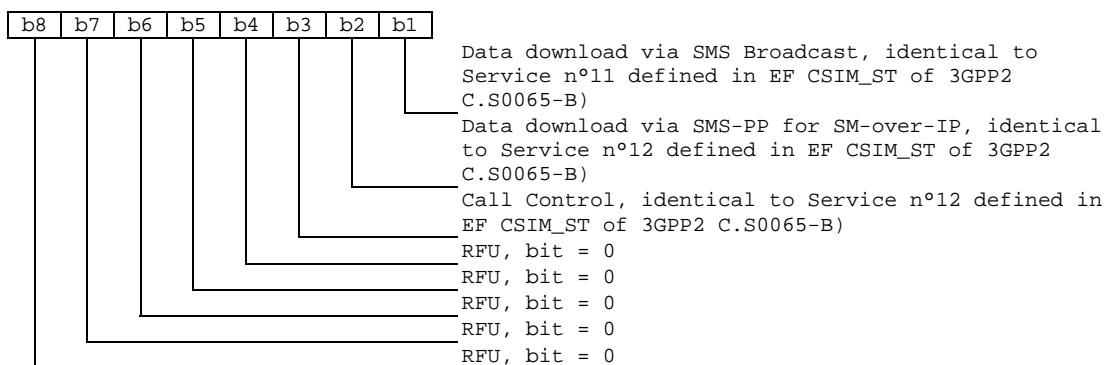 b8 b7 b6 b5 b4 b3 b2 b1
Data download via SMS Broadcast, identical to
Service n°11 defined in EF CSIM_ST of 3GPP2
C.S0065-B)
Data download via SMS-PP for SM-over-IP, identical
to Service n°12 defined in EF CSIM_ST of 3GPP2
C.S0065-B)
Call Control, identical to Service n°12 defined in
EF CSIM_ST of 3GPP2 C.S0065-B)
RFU, bit = 0
RFU, bit = 0
RFU, bit = 0
RFU, bit = 0
RFU, bit = 0